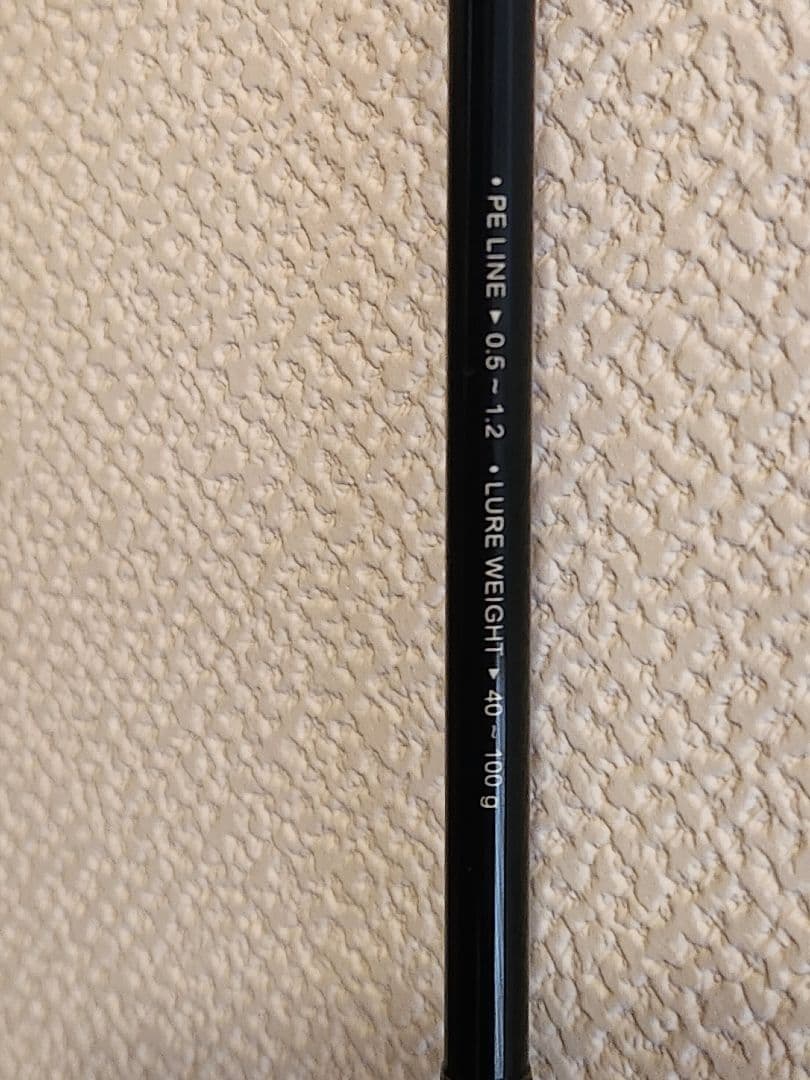 • PE LINE ▸ 0.5 ~ 1.2 • LURE WEIGHT ▸ 40 ~ 100 g